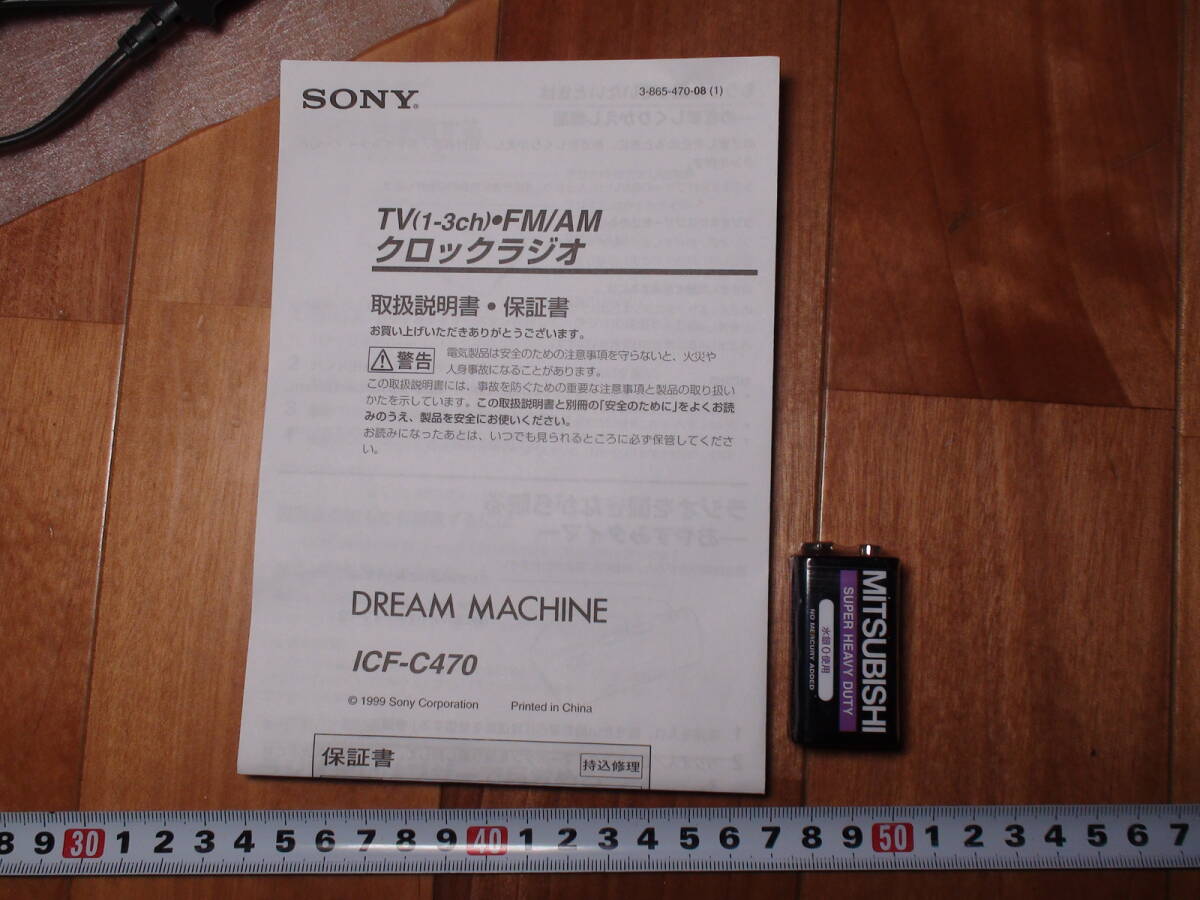 SONY®
3-865-470-08 (1)
TV(1-3ch)•FM/AM
クロックラジオ
取扱説明書・保証書
お買い上げいただきありがとうございます。
警告
電気製品は安全のための注意事項を守らないと、火災や
人身事故になることがあります。
この取扱説明書には、事故を防ぐための重要な注意事項と製品の取り扱い
かたを示しています。この取扱説明書と別冊の「安全のために」をよくお読
みのうえ、製品を安全にお使いください。
お読みになったあとは、いつでも見られるところに必ず保管してくださ
い。
DREAM MACHINE
ICF-C470
© 1999 Sony Corporation
Printed in China
保証書
持込修理
MITSUBISHI
SUPER HEAVY DUTY
水銀0使用
NO MERCURY ADDED
8 9 30 1 2 3 4 5 6 7 8 9 40 1 2 3 4 5 6 7 8 9 50 1 2 3 4 5 6 7